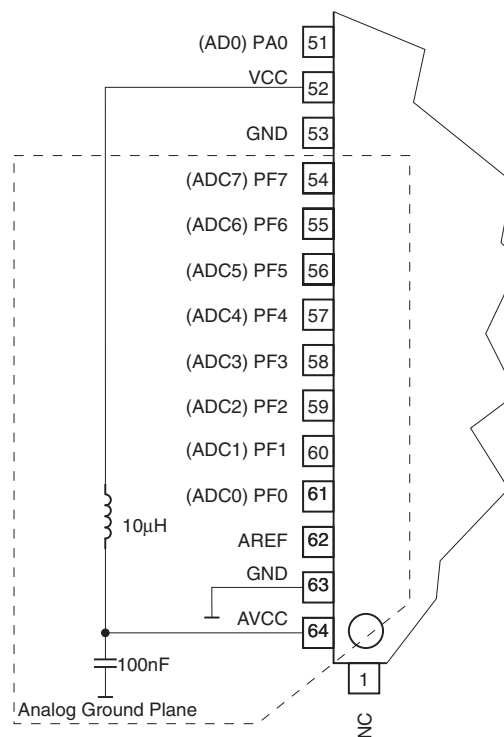 (AD0) PA0 51
VCC 52
GND 53
(ADC7) PF7 54
(ADC6) PF6 55
(ADC5) PF5 56
(ADC4) PF4 57
(ADC3) PF3 58
(ADC2) PF2 59
(ADC1) PF1 60
(ADC0) PF0 61
10μH
AREF 62
GND 63
AVCC 64
100nF
1
Analog Ground Plane
NC